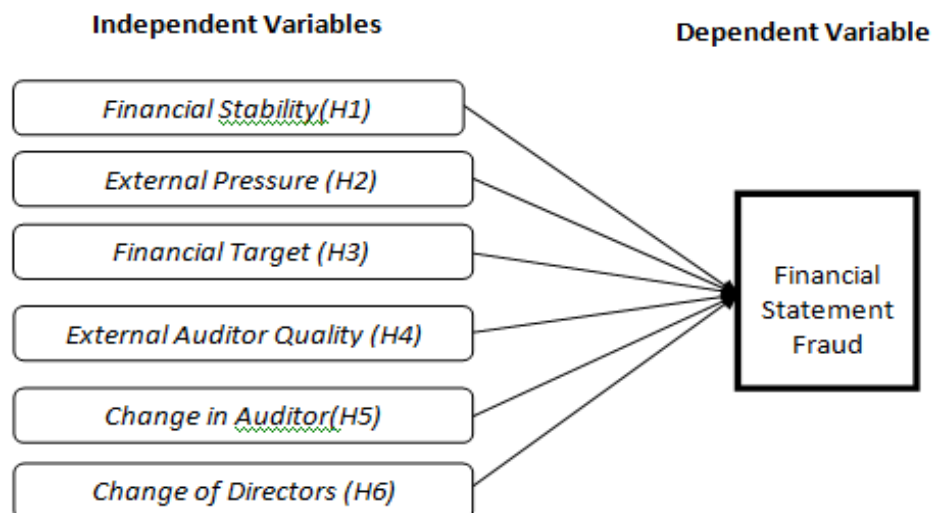 Independent Variables
Dependent Variable
Financial Stability(H1)
External Pressure (H2)
Financial Target (H3)
External Auditor Quality (H4)
Change in Auditor(H5)
Change of Directors (H6)
Financial
Statement
Fraud